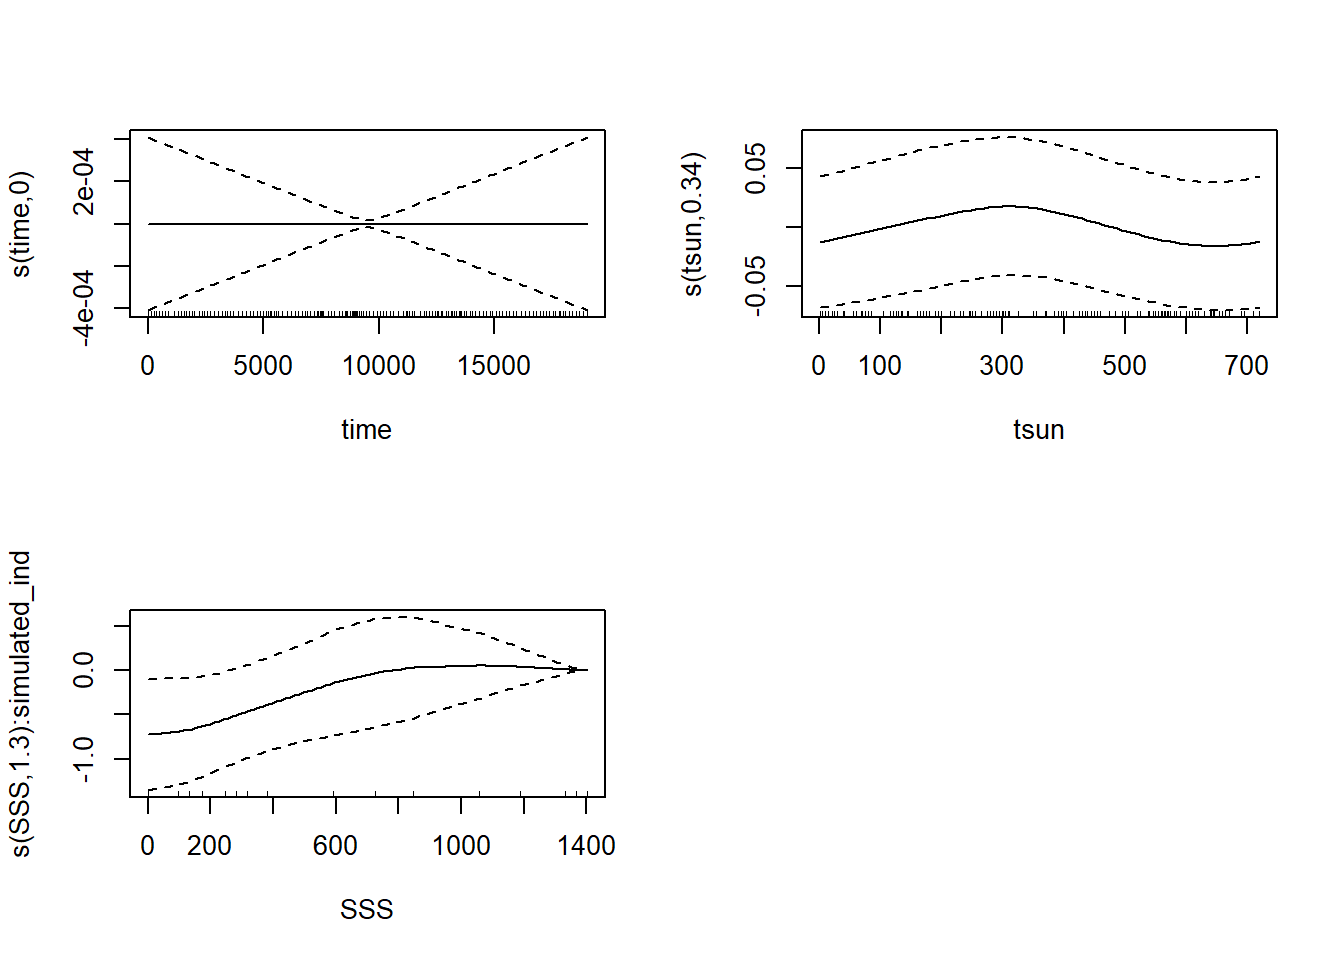 s(time,0)
2e-04
-4e-04
0 5000 10000 15000
time
s(tsun,0.34)
0.05
-0.05
0 100 300 500 700
tsun
s(SSS,1.3):simulated_ind
0.0
-1.0
0 200 600 1000 1400
SSS